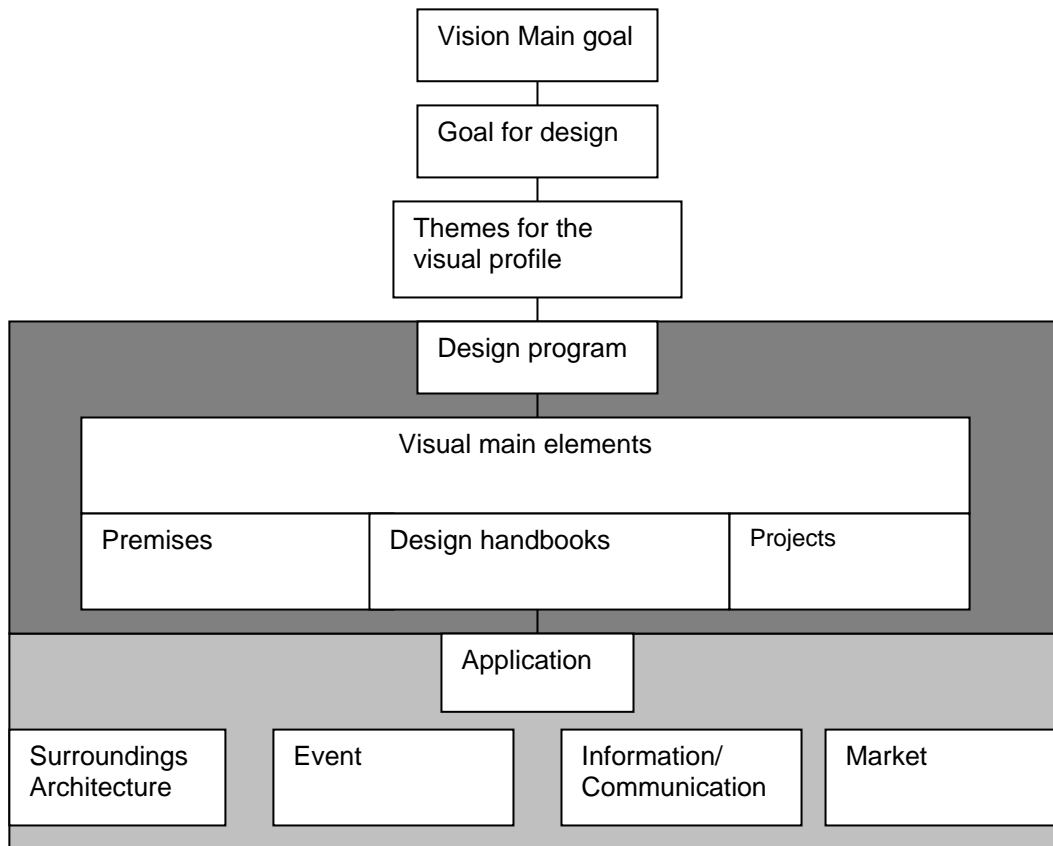 Vision Main goal
Goal for design
Themes for the
visual profile
Design program
Visual main elements
Premises
Design handbooks
Projects
Application
Surroundings
Architecture
Event
Information/
Communication
Market